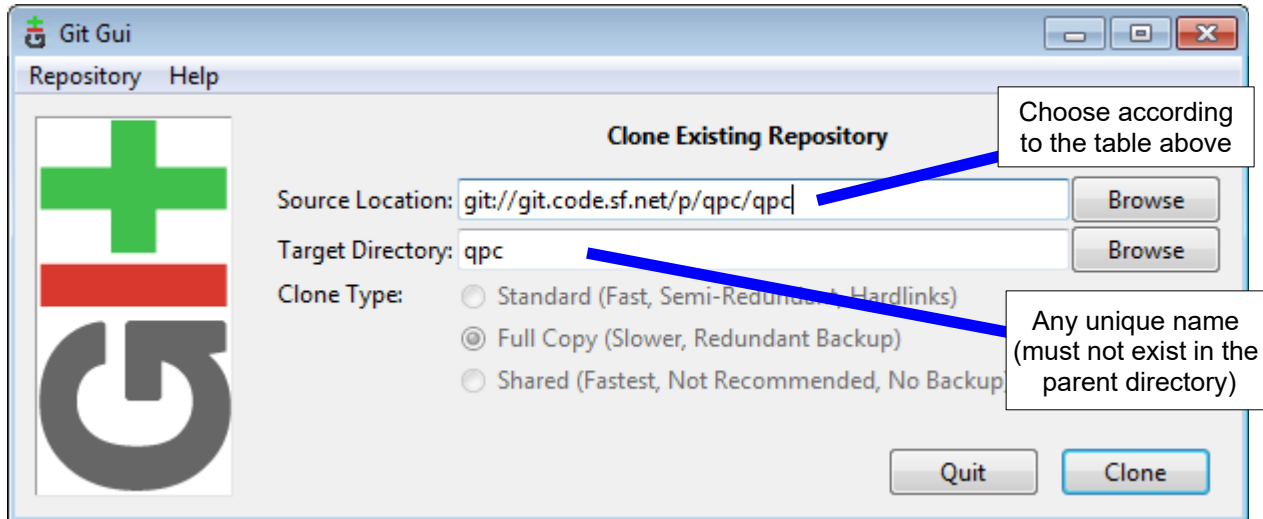 Git Gui
Repository Help
Choose according
to the table above
Clone Existing Repository
Source Location: git://git.code.sf.net/p/qpc/qpc Browse
Target Directory: qpc Browse
Clone Type: Standard (Fast, Semi-Redundant, Hardlinks)
Full Copy (Slower, Redundant Backup)
Shared (Fastest, Not Recommended, No Backup)
Any unique name
(must not exist in the
parent directory)
Quit Clone
GIT